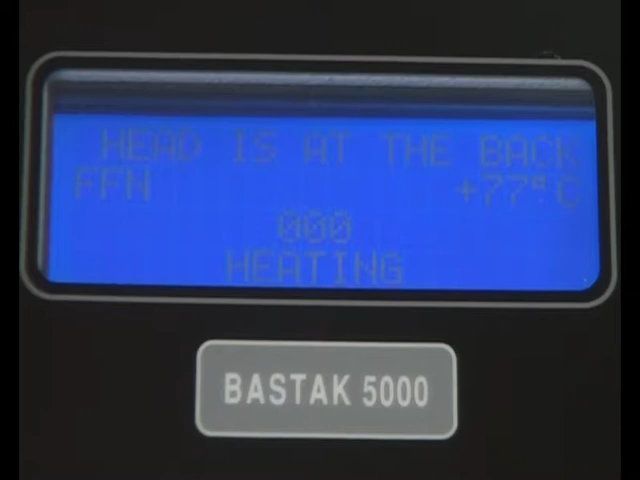 HEAD IS AT THE BACK
FFN +77°C
000
HEATING
BASTAK 5000